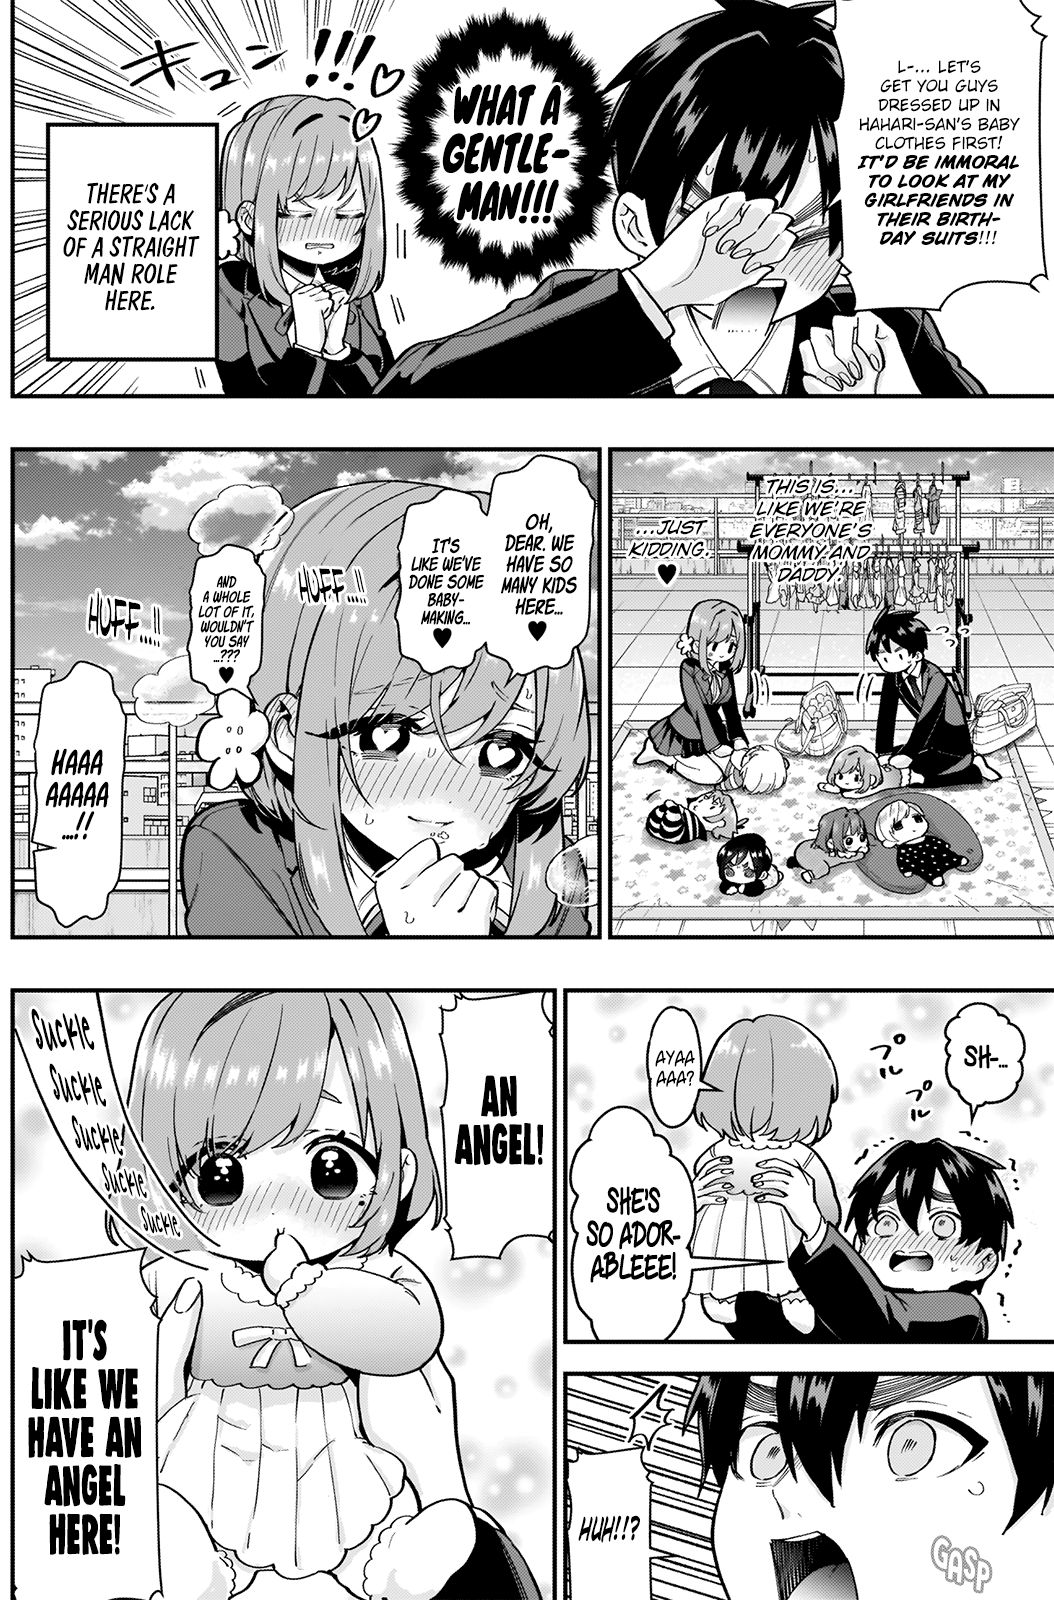 L-... LET'S
GET YOU GUYS
DRESSED UP IN
HAHARI-SAN'S BABY
CLOTHES FIRST!
IT'D BE IMMORAL
TO LOOK AT MY
GIRLFRIENDS IN
THEIR BIRTH-
DAY SUITS!!!
WHAT A
GENTLE-
MAN!!!
キュン!!!♡♡
THERE'S A
SERIOUS LACK
OF A STRAIGHT
MAN ROLE
HERE.
THIS IS...
LIKE WE'RE
EVERYONE'S
MOMMY AND
DADDY.
...JUST
KIDDING.
♥
OH,
DEAR. WE
HAVE SO
MANY KIDS
HERE...
♥
IT'S
LIKE WE'VE
DONE SOME
BABY-
MAKING...
♥
HUFF...!!
AND
A WHOLE
LOT OF IT,
WOULDN'T
YOU SAY
...???
♥
HUFF...!!
...
HAAA
AAAAA
...!!
SH-...
プル
プル
AYAA
AAA?
SHE'S
SO ADOR-
ABLEEE!
AN
ANGEL!
SUCKLE
SUCKLE
SUCKLE
SUCKLE
SUCKLE
IT'S
LIKE WE
HAVE AN
ANGEL
HERE!
HUH!!?
GASP